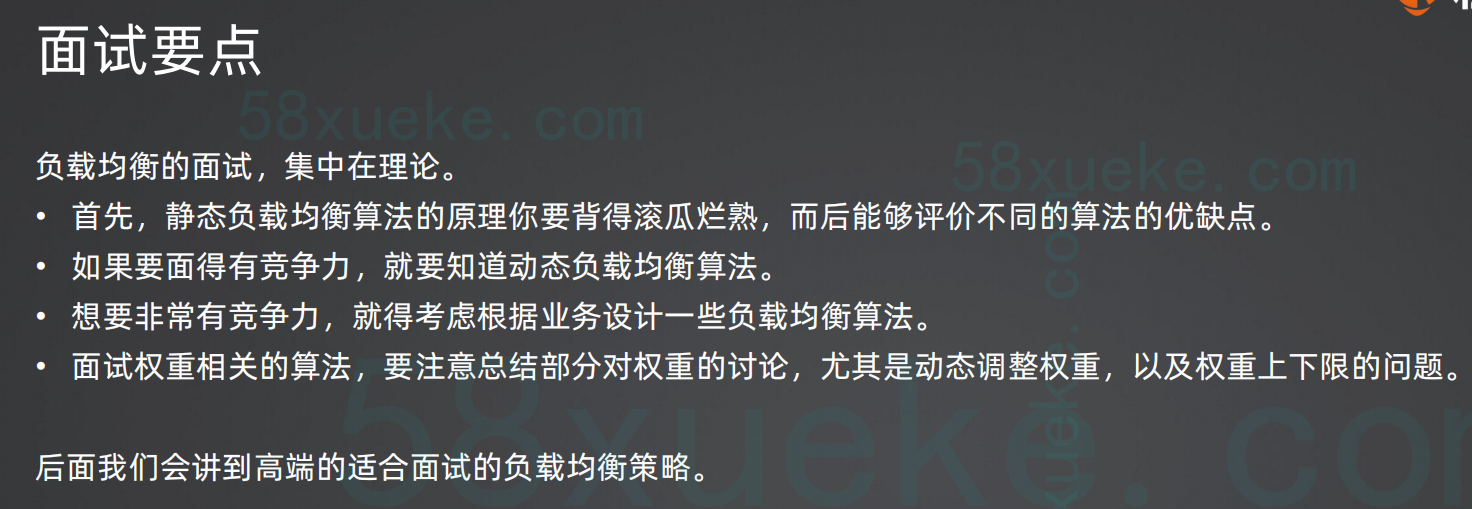 面试要点
58xueke.com
58xueke.com
负载均衡的面试，集中在理论。
• 首先，静态负载均衡算法的原理你要背得滚瓜烂熟，而后能够评价不同的算法的优缺点。
• 如果要面得有竞争力，就要知道动态负载均衡算法。
• 想要非常有竞争力，就得考虑根据业务设计一些负载均衡算法。
• 面试权重相关的算法，要注意总结部分对权重的讨论，尤其是动态调整权重，以及权重上下限的问题。
58xueke.com
后面我们会讲到高端的适合面试的负载均衡策略。